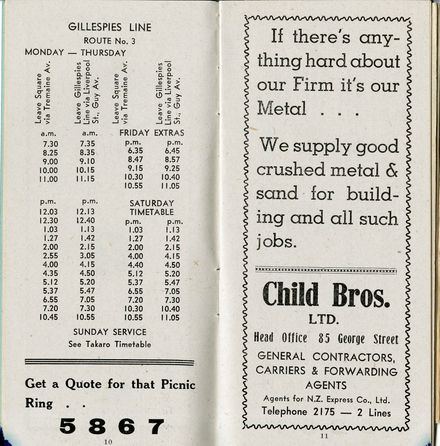 GILLESPIES LINE
ROUTE No. 3
MONDAY — THURSDAY
Leave Square via Tremaine Av.
Leave Gillespies Line via Liverpool St., Guy Av.
Leave Square via Tremaine Av.
Leave Gillespies Line via Liverpool St., Guy Av.
a.m. a.m. FRIDAY EXTRAS
p.m. p.m.
7.30 7.35 6.35 6.45
8.25 8.35 8.47 8.57
9.00 9.10 9.15 9.25
10.00 10.15 10.30 10.40
11.00 11.15 10.55 11.05
p.m. p.m. SATURDAY
12.03 12.13 TIMETABLE
12.30 12.40 p.m. p.m.
1.03 1.13 1.03 1.13
1.27 1.42 1.27 1.42
2.00 2.15 2.00 2.15
2.55 3.05 4.00 4.15
4.00 4.15 4.40 4.50
4.35 4.50 5.12 5.20
5.12 5.20 5.37 5.47
5.37 5.47 6.55 7.05
6.55 7.05 7.20 7.30
7.20 7.30 10.30 10.40
10.45 10.55 10.55 11.05
SUNDAY SERVICE
See Takaro Timetable
Get a Quote for that Picnic
Ring . .
5867
10
If there's any-
thing hard about
our Firm it's our
Metal . . .
We supply good
crushed metal &
sand for build-
ing and all such
jobs.
Child Bros.
LTD.
Head Office 85 George Street
GENERAL CONTRACTORS,
CARRIERS & FORWARDING
AGENTS
Agents for N.Z. Express Co., Ltd.
Telephone 2175 — 2 Lines
11